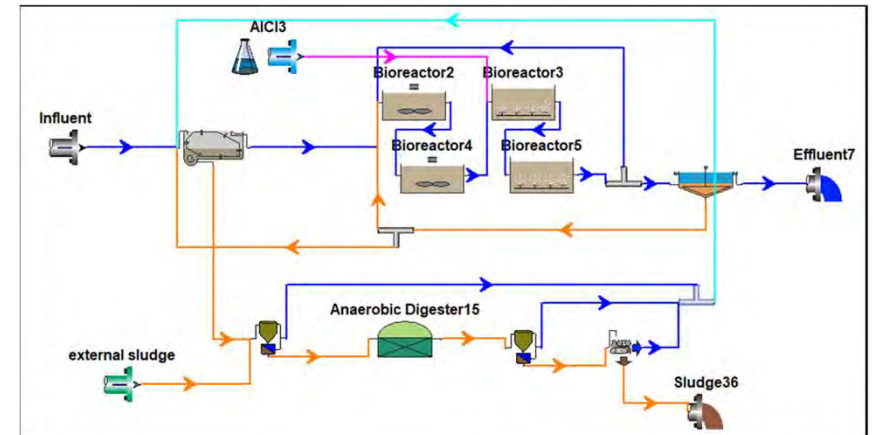 AlCl3
Bioreactor2
Bioreactor3
Influent
Bioreactor4
Bioreactor5
Effluent7
Anaerobic Digester15
external sludge
Sludge36